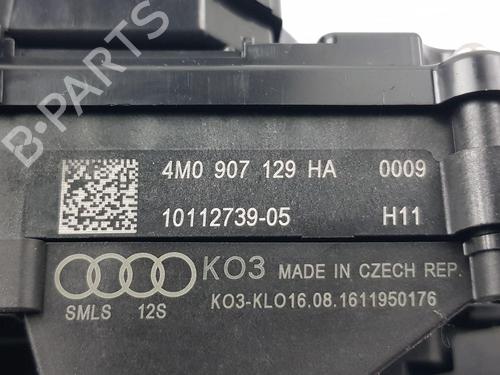 B-PARTS
4M0 907 129 HA 0009
10112739-05 H11
KO3 MADE IN CZECH REP.
SMLS 12S KO3-KLO16.08.1611950176